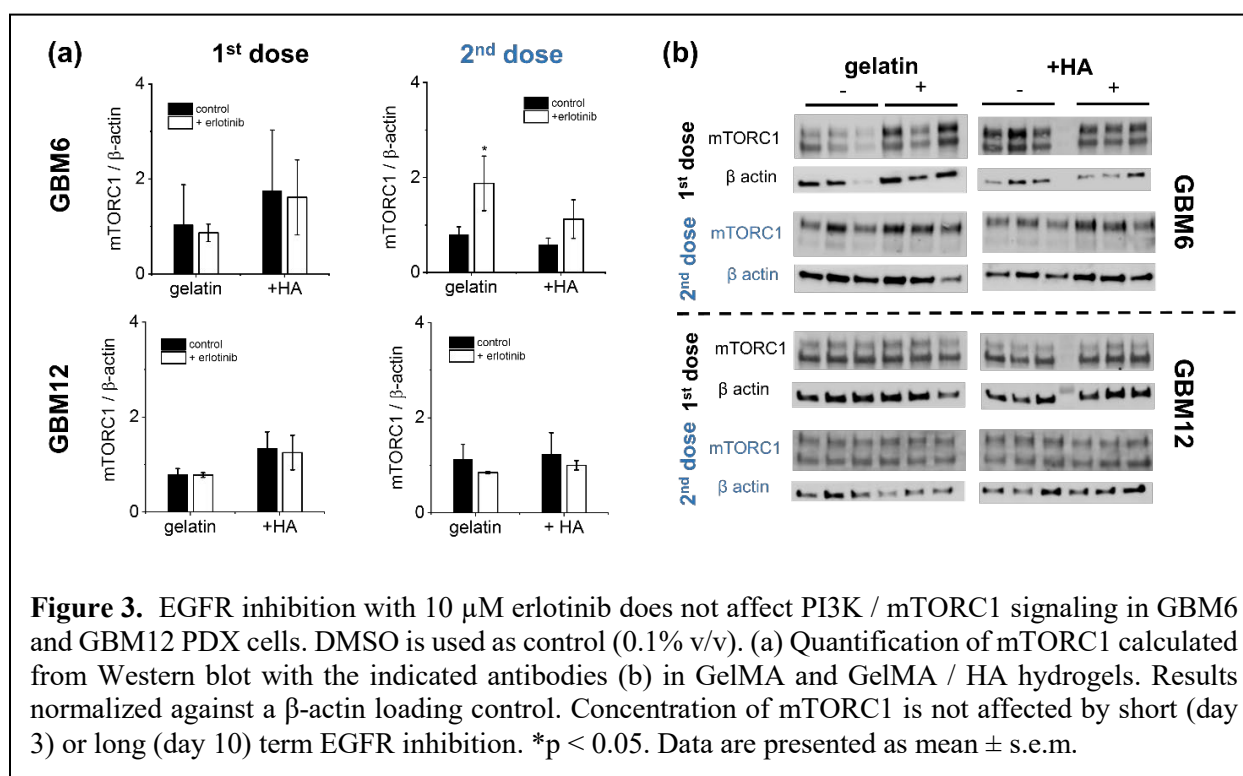 (a)
1st dose
2nd dose
GBM6
mTORC1 / β-actin
4
2
0
control
+ erlotinib
gelatin
+HA
mTORC1 / β-actin
4
2
0
control
+erlotinib
*
gelatin
+HA
GBM12
mTORC1 / β-actin
4
2
0
control
+ erlotinib
gelatin
+HA
mTORC1 / β-actin
4
2
0
control
+ erlotinib
gelatin
+ HA
(b)
gelatin
+HA
- + - +
1st dose
mTORC1
β actin
2nd dose
mTORC1
β actin
GBM6
1st dose
mTORC1
β actin
2nd dose
mTORC1
β actin
GBM12
Figure 3. EGFR inhibition with 10 µM erlotinib does not affect PI3K / mTORC1 signaling in GBM6
and GBM12 PDX cells. DMSO is used as control (0.1% v/v). (a) Quantification of mTORC1 calculated
from Western blot with the indicated antibodies (b) in GelMA and GelMA / HA hydrogels. Results
normalized against a β-actin loading control. Concentration of mTORC1 is not affected by short (day
3) or long (day 10) term EGFR inhibition. *p < 0.05. Data are presented as mean ± s.e.m.